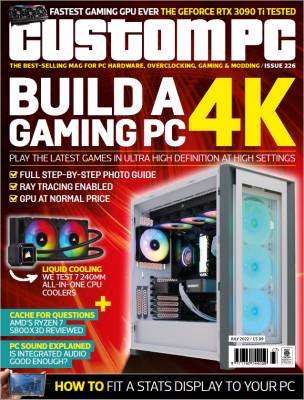 FASTEST GAMING GPU EVER THE GEFORCE RTX 3090 Ti TESTED
CUSTOMPC
THE BEST-SELLING MAG FOR PC HARDWARE, OVERCLOCKING, GAMING & MODDING / ISSUE 226
BUILD A 4K
GAMING PC
PLAY THE LATEST GAMES IN ULTRA HIGH DEFINITION AT HIGH SETTINGS
FULL STEP-BY-STEP PHOTO GUIDE
RAY TRACING ENABLED
GPU AT NORMAL PRICE
LIQUID COOLING
WE TEST 7 240MM
ALL-IN-ONE CPU
COOLERS
+
CACHE FOR QUESTIONS
AMD'S RYZEN 7
5800X3D REVIEWED
PC SOUND EXPLAINED
IS INTEGRATED AUDIO
GOOD ENOUGH?
JULY 2022 / £5.99
HOW TO FIT A STATS DISPLAY TO YOUR PC